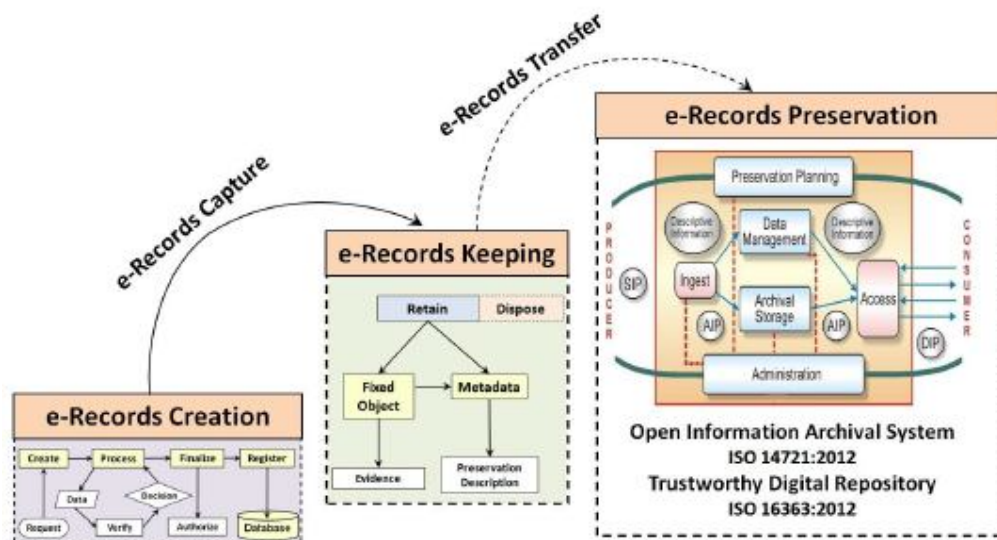 e-Records Transfer
e-Records Capture
e-Records Creation
Create
Process
Finalize
Register
Data
Decision
Request
Verify
Authorize
Database
e-Records Keeping
Retain
Dispose
Fixed
Object
Metadata
Evidence
Preservation
Description
e-Records Preservation
Preservation Planning
Descriptive
Information
Data
Management
Descriptive
Information
PRODUCER
CONSUMER
SIP
Ingest
Access
Archival
Storage
AIP
AIP
DIP
Administration
Open Information Archival System
ISO 14721:2012
Trustworthy Digital Repository
ISO 16363:2012